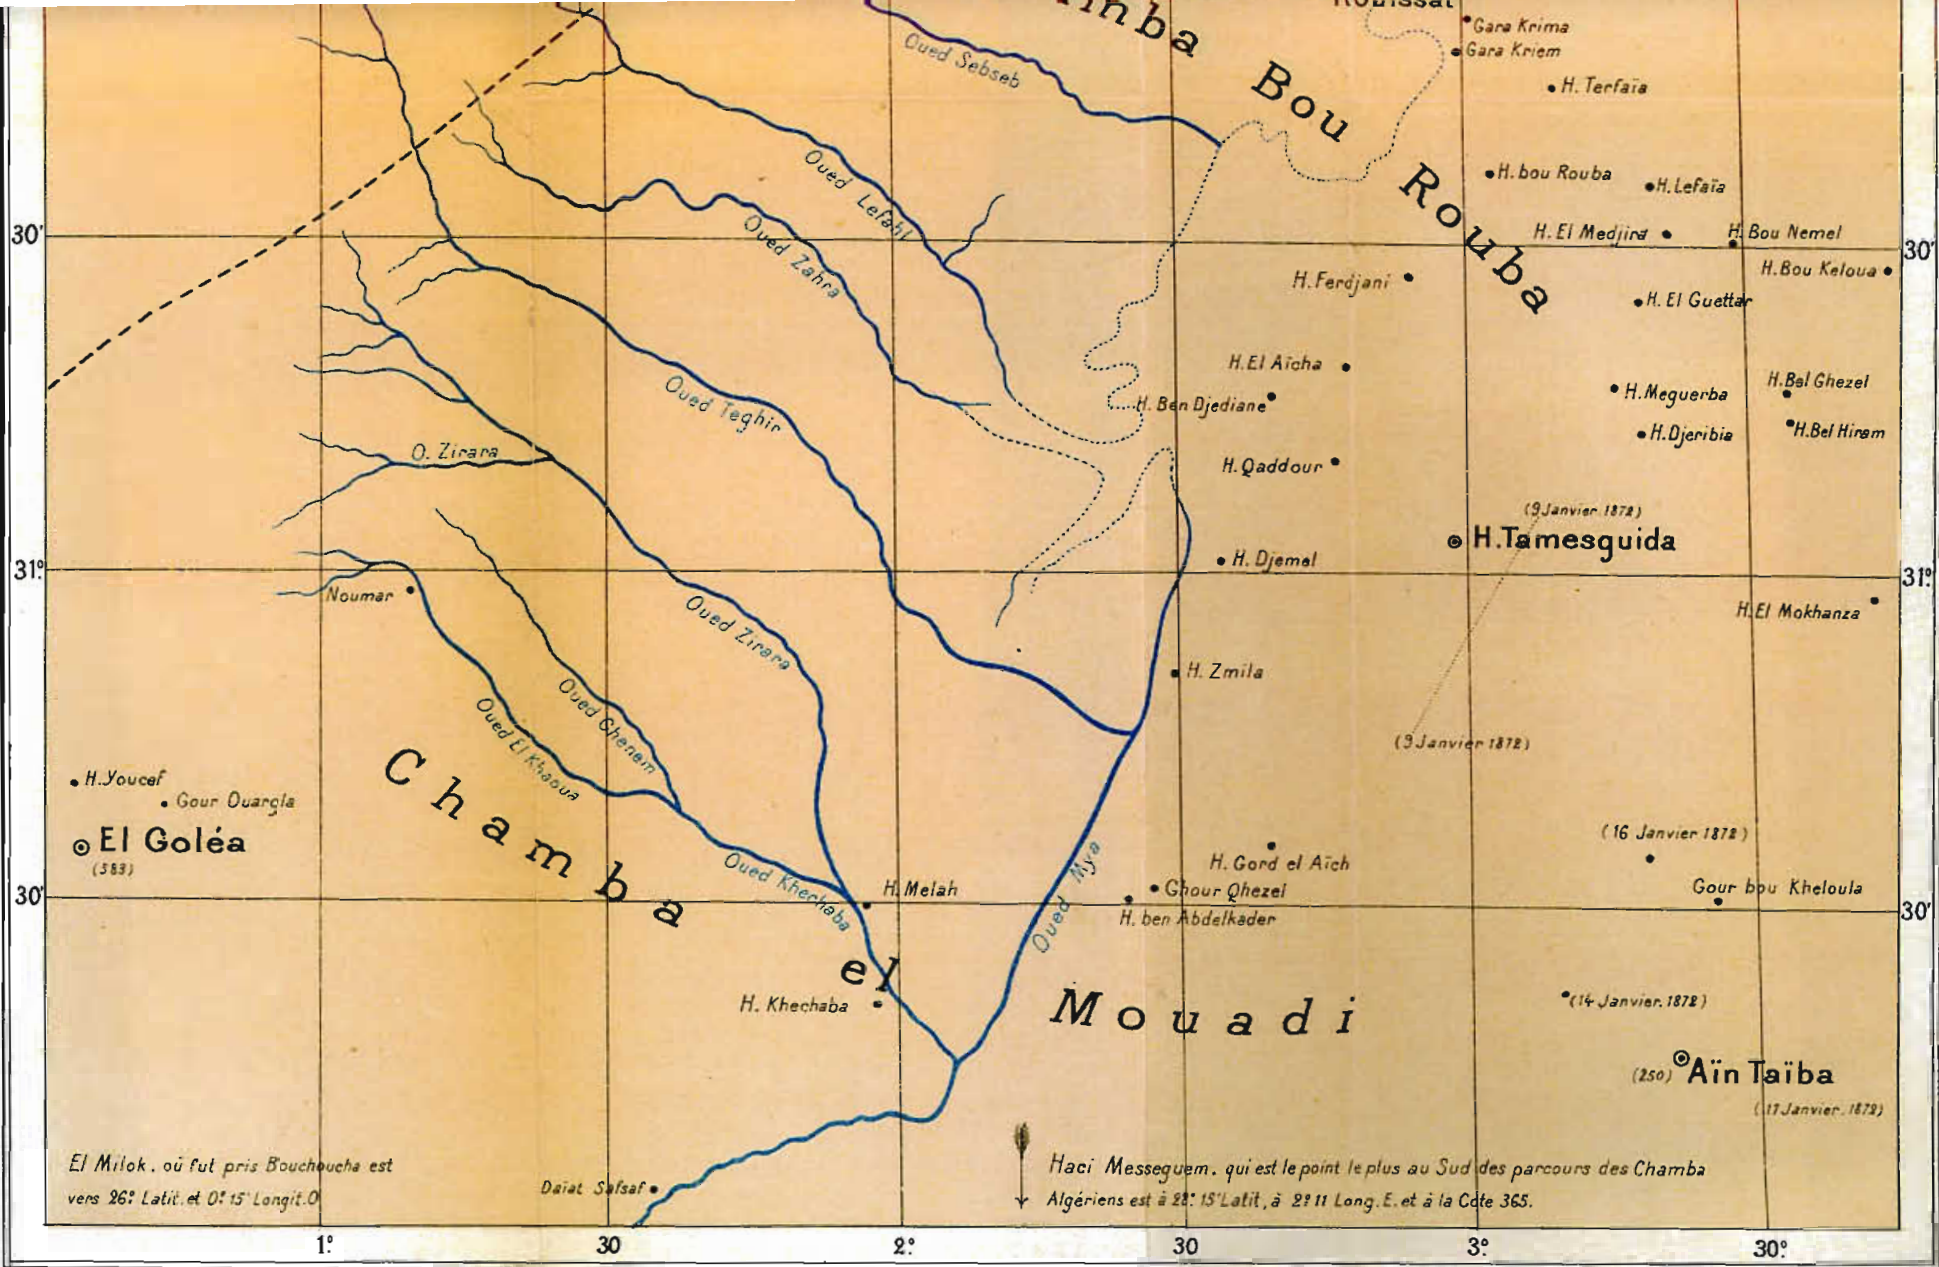 Gara Krima
Oued Sebseb
Gara Kriem
Bou
H. Terfaïa
Rouba
Oued Lefahl
H. bou Rouba
H. Lefaïa
30'
Oued Zahra
H. El Medjira
H. Bou Nemel
30'
H. Ferdjani
H. Bou Keloua
H. El Guettar
H. El Aïcha
Oued Teghir
H. Ben Djediane
H. Meguerba
H. Bel Ghezel
H. Djeribia
H. Bel Hiram
O. Zirara
H. Qaddour
(9 Janvier 1872)
H. Tamesguida
31°
H. Djemel
31°
Noumar
H. El Mokhanza
Oued Zirara
H. Zmila
Oued Ghenem
Oued El Khaoua
(9 Janvier 1872)
Chamba
H. Youcef
Gour Ouargla
El Goléa
(383)
(16 Janvier 1872)
Oued Mya
H. Gord el Aïch
Oued Khechaba
H. Melah
Ghour Qhezel
Gour bou Kheloula
30'
H. ben Abdelkader
30'
el
H. Khechaba
Mouadi
(14 Janvier. 1872)
(250)
Aïn Taïba
(17 Janvier. 1872)
El Milok. où fut pris Bouchoucha est
vers 26° Latit. et 0° 15' Longit. O
Daïat Safsaf
Haci Messeguem. qui est le point le plus au Sud des parcours des Chamba
Algériens est à 28° 15' Latit, à 2° 11 Long. E. et à la Côte 365.
1°
30
2°
30
3°
30°